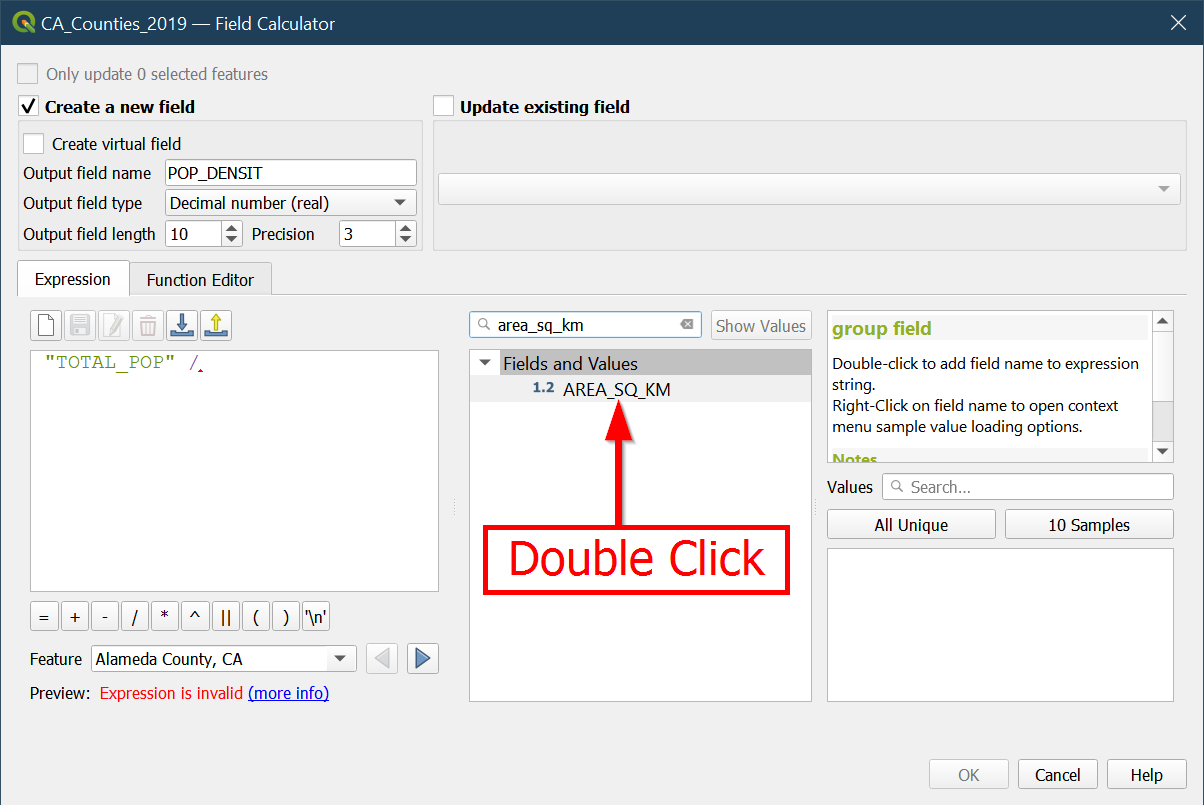 CA_Counties_2019 — Field Calculator
Only update 0 selected features
Create a new field
Update existing field
Create virtual field
Output field name POP_DENSIT
Output field type Decimal number (real)
Output field length 10 Precision 3
Expression Function Editor
area_sq_km Show Values
"TOTAL_POP" /
Fields and Values
1.2 AREA_SQ_KM
group field
Double-click to add field name to expression
string.
Right-Click on field name to open context
menu sample value loading options.
Notes
Values Search...
All Unique 10 Samples
Double Click
= + - / * ^ || ( ) '\n'
Feature Alameda County, CA
Preview: Expression is invalid (more info)
OK Cancel Help